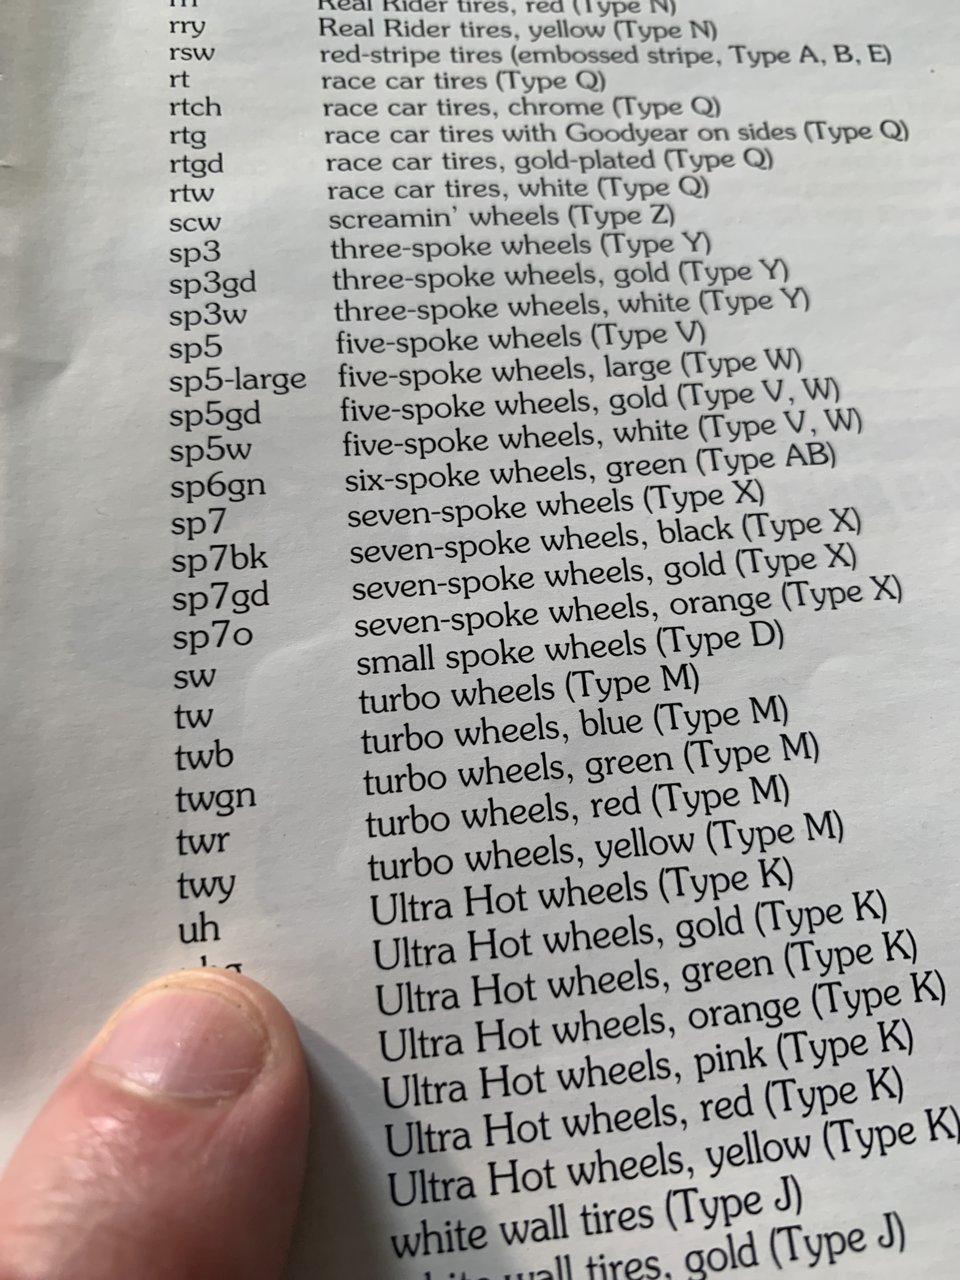 Real Rider tires, red (Type N)
rry Real Rider tires, yellow (Type N)
rsw red-stripe tires (embossed stripe, Type A, B, E)
rt race car tires (Type Q)
rtch race car tires, chrome (Type Q)
rtg race car tires with Goodyear on sides (Type Q)
rtgd race car tires, gold-plated (Type Q)
rtw race car tires, white (Type Q)
scw screamin' wheels (Type Z)
sp3 three-spoke wheels (Type Y)
sp3gd three-spoke wheels, gold (Type Y)
sp3w three-spoke wheels, white (Type Y)
sp5 five-spoke wheels (Type V)
sp5-large five-spoke wheels, large (Type W)
sp5gd five-spoke wheels, gold (Type V, W)
sp5w five-spoke wheels, white (Type V, W)
sp6gn six-spoke wheels, green (Type AB)
sp7 seven-spoke wheels (Type X)
sp7bk seven-spoke wheels, black (Type X)
sp7gd seven-spoke wheels, gold (Type X)
sp7o seven-spoke wheels, orange (Type X)
sw small spoke wheels (Type D)
tw turbo wheels (Type M)
twb turbo wheels, blue (Type M)
twgn turbo wheels, green (Type M)
twr turbo wheels, red (Type M)
twy turbo wheels, yellow (Type M)
uh Ultra Hot wheels (Type K)
Ultra Hot wheels, gold (Type K)
Ultra Hot wheels, green (Type K)
Ultra Hot wheels, orange (Type K)
Ultra Hot wheels, pink (Type K)
Ultra Hot wheels, red (Type K)
Ultra Hot wheels, yellow (Type K)
white wall tires (Type J)
wall tires, gold (Type J)